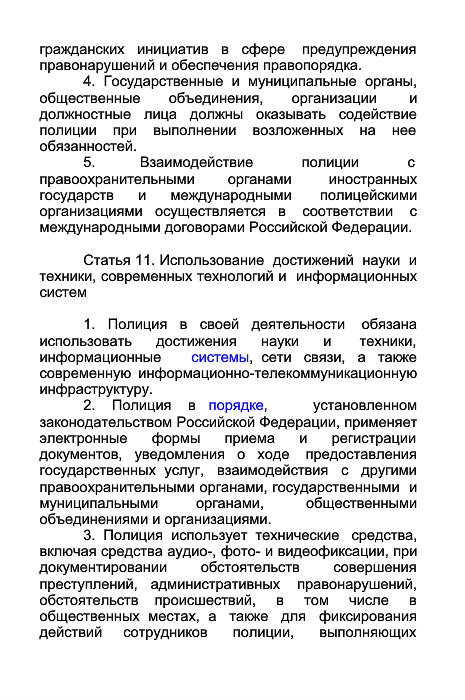 гражданских инициатив в сфере предупреждения
правонарушений и обеспечения правопорядка.
4. Государственные и муниципальные органы,
общественные объединения, организации и
должностные лица должны оказывать содействие
полиции при выполнении возложенных на нее
обязанностей.
5. Взаимодействие полиции с
правоохранительными органами иностранных
государств и международными полицейскими
организациями осуществляется в соответствии с
международными договорами Российской Федерации.
Статья 11. Использование достижений науки и
техники, современных технологий и информационных
систем
1. Полиция в своей деятельности обязана
использовать достижения науки и техники,
информационные системы, сети связи, а также
современную информационно-телекоммуникационную
инфраструктуру.
2. Полиция в порядке, установленном
законодательством Российской Федерации, применяет
электронные формы приема и регистрации
документов, уведомления о ходе предоставления
государственных услуг, взаимодействия с другими
правоохранительными органами, государственными и
муниципальными органами, общественными
объединениями и организациями.
3. Полиция использует технические средства,
включая средства аудио-, фото- и видеофиксации, при
документировании обстоятельств совершения
преступлений, административных правонарушений,
обстоятельств происшествий, в том числе в
общественных местах, а также для фиксирования
действий сотрудников полиции, выполняющих